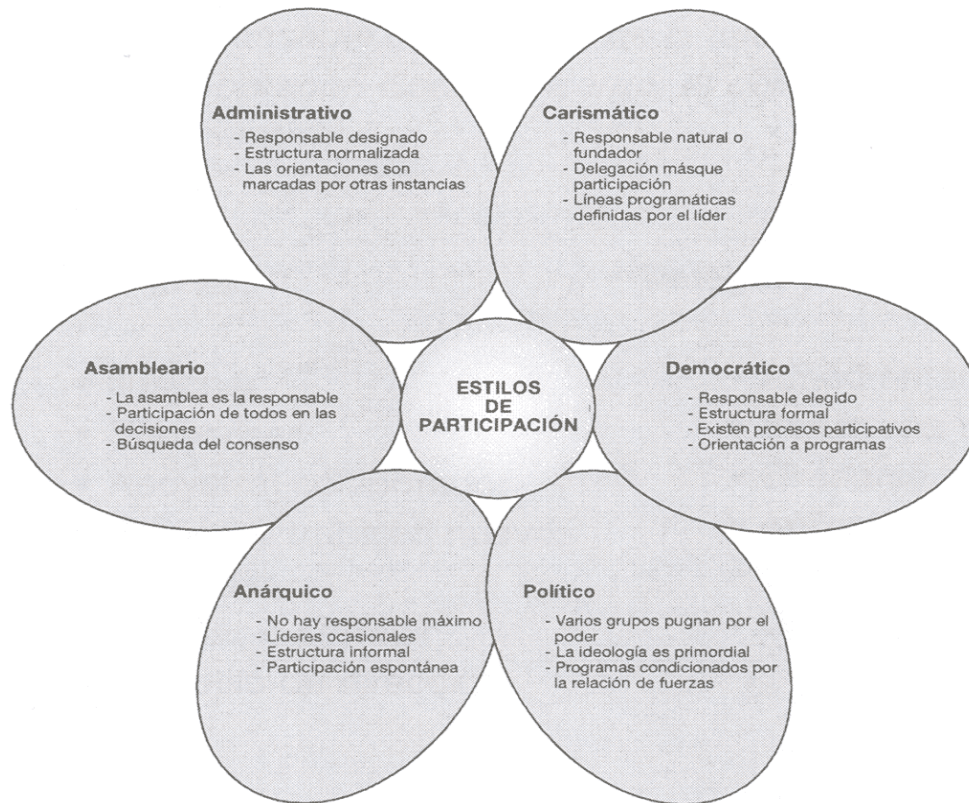 Administrativo
- Responsable designado
- Estructura normalizada
- Las orientaciones son
marcadas por otras instancias
Carismático
- Responsable natural o
fundador
- Delegación másque
participación
- Líneas programáticas
definidas por el líder
Asambleario
- La asamblea es la responsable
- Participación de todos en las
decisiones
- Búsqueda del consenso
ESTILOS
DE
PARTICIPACIÓN
Democrático
- Responsable elegido
- Estructura formal
- Existen procesos participativos
- Orientación a programas
Anárquico
- No hay responsable máximo
- Líderes ocasionales
- Estructura informal
- Participación espontánea
Político
- Varios grupos pugnan por el
poder
- La ideología es primordial
- Programas condicionados por
la relación de fuerzas